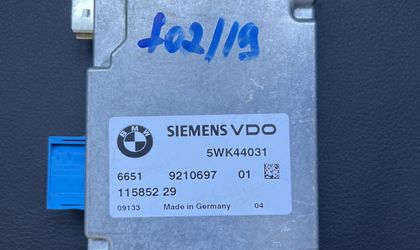 f02/19
BMW
SIEMENS VDO
5WK44031
6651 9210697 01
115852 29
09133 Made in Germany 04